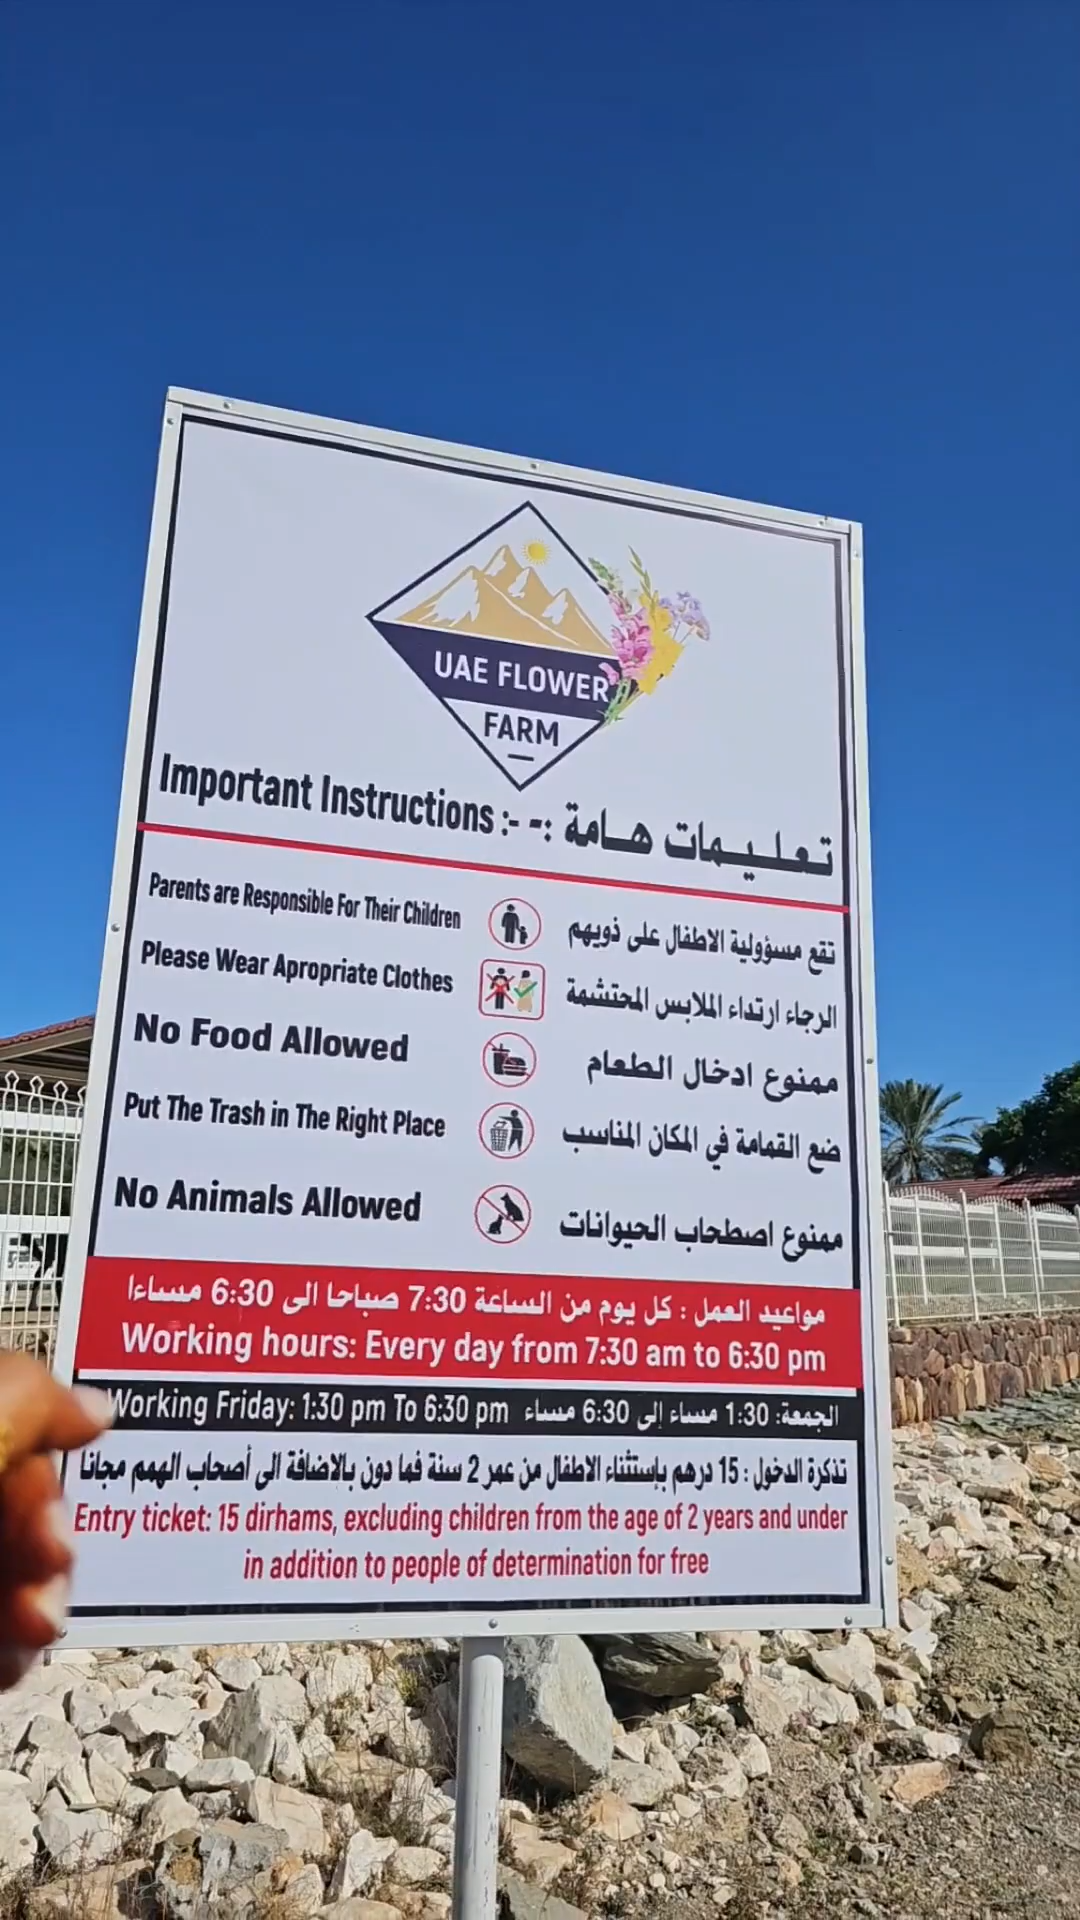 UAE FLOWER
FARM
Important Instructions :-
تعليمات هامة :-
Parents are Responsible For Their Children
تقع مسؤولية الاطفال على ذويهم
Please Wear Apropriate Clothes
الرجاء ارتداء الملابس المحتشمة
No Food Allowed
ممنوع ادخال الطعام
Put The Trash in The Right Place
ضع القمامة في المكان المناسب
No Animals Allowed
ممنوع اصطحاب الحيوانات
مواعيد العمل : كل يوم من الساعة 7:30 صباحا الى 6:30 مساءا
Working hours: Every day from 7:30 am to 6:30 pm
Working Friday: 1:30 pm To 6:30 pm
الجمعة: 1:30 مساء إلى 6:30 مساء
تذكرة الدخول : 15 درهم بإستثناء الاطفال من عمر 2 سنة فما دون بالاضافة الى أصحاب الهمم مجانا
Entry ticket: 15 dirhams, excluding children from the age of 2 years and under
in addition to people of determination for free